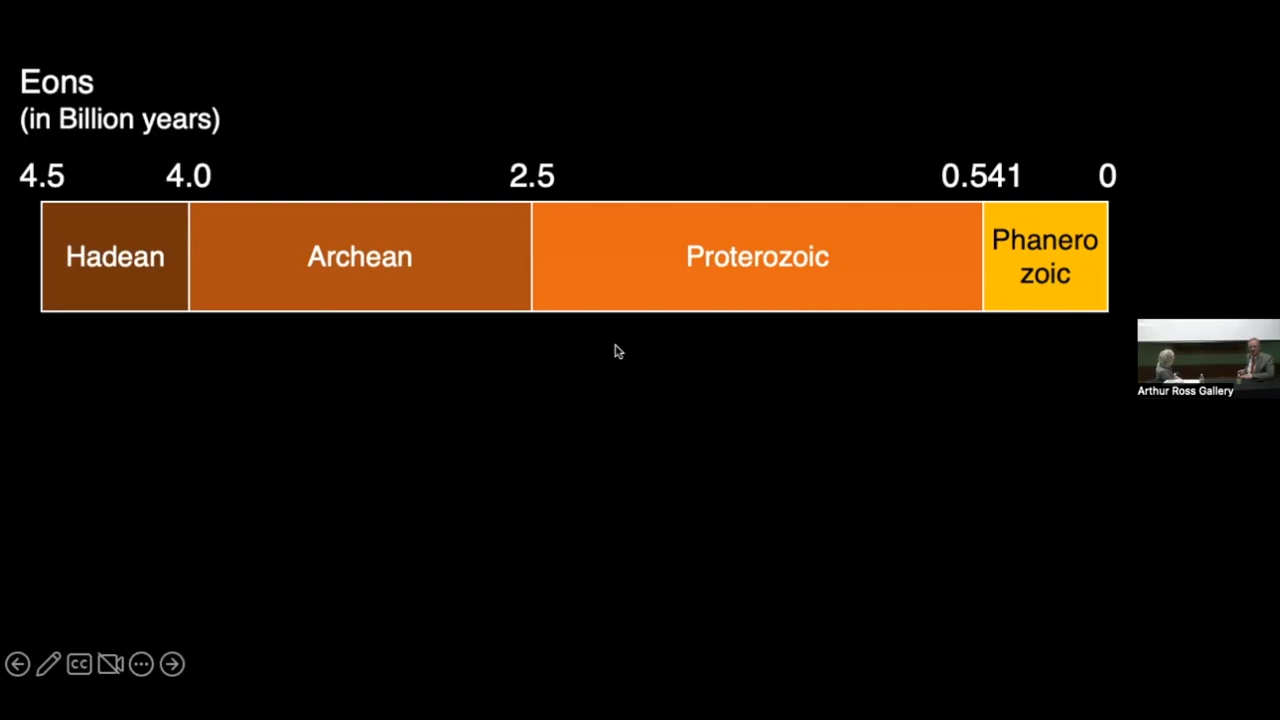 Eons
(in Billion years)
4.5 4.0 2.5 0.541 0
Hadean Archean Proterozoic Phanero
zoic
Arthur Ross Gallery
CC